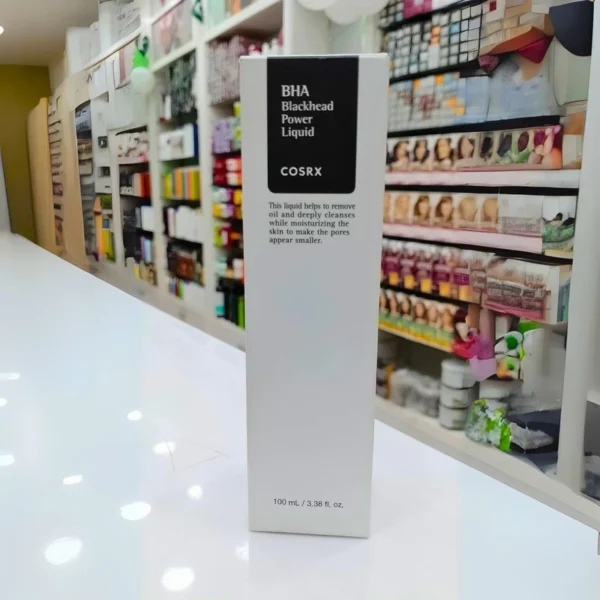 BHA
Blackhead
Power
Liquid
COSRX
This liquid helps to remove
oil and deeply cleanses
while moisturizing the
skin to make the pores
appear smaller.
100 mL / 3.38 fl. oz.